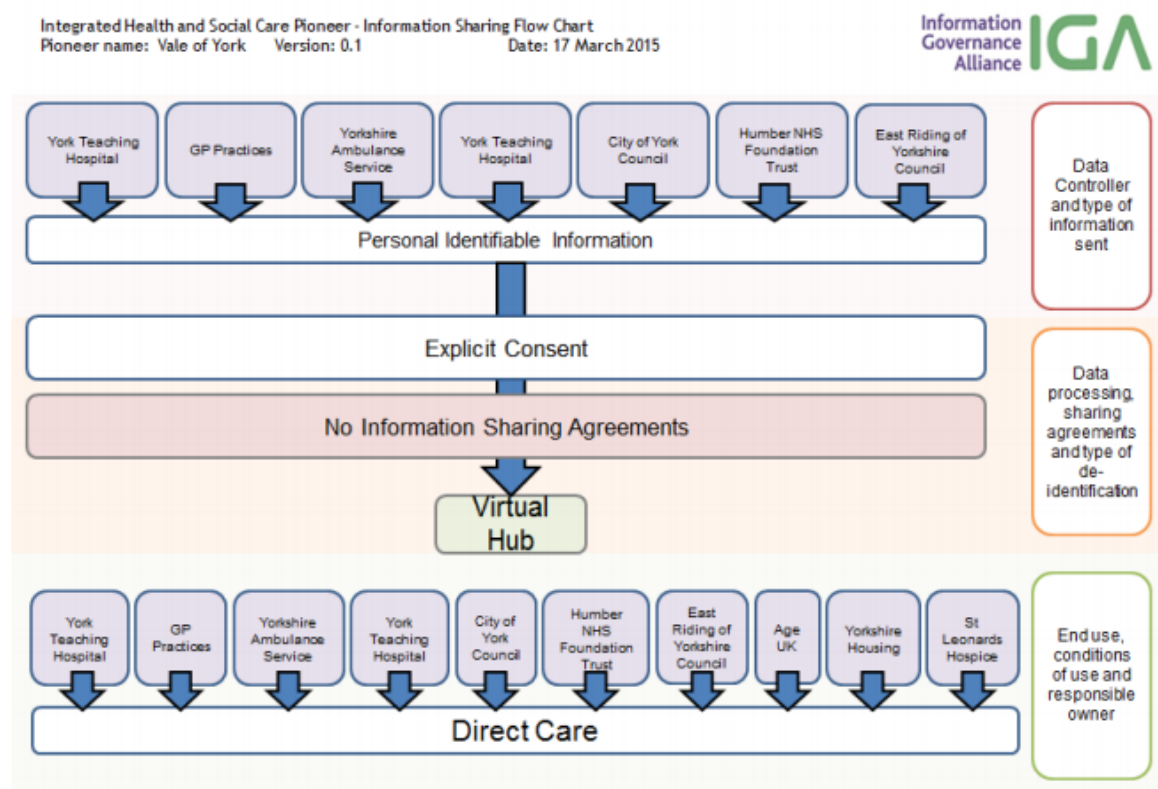 Integrated Health and Social Care Pioneer - Information Sharing Flow Chart
Pioneer name: Vale of York Version: 0.1 Date: 17 March 2015
Information
Governance
Alliance
IGA
York Teaching
Hospital
GP Practices
Yorkshire
Ambulance
Service
York Teaching
Hospital
City of York
Council
Humber NHS
Foundation
Trust
East Riding of
Yorkshire
Council
Data
Controller
and type of
information
sent
Personal Identifiable Information
Explicit Consent
No Information Sharing Agreements
Virtual
Hub
Data
processing,
sharing
agreements
and type of
de-
identification
York
Teaching
Hospital
GP
Practices
Yorkshire
Ambulance
Service
York
Teaching
Hospital
City of
York
Council
Humber
NHS
Foundation
Trust
East
Riding of
Yorkshire
Council
Age
UK
Yorkshire
Housing
St
Leonards
Hospice
End use,
conditions
of use and
responsible
owner
Direct Care